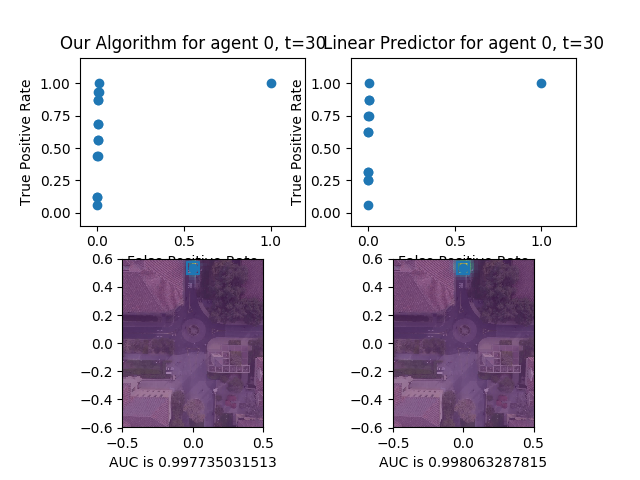 Our Algorithm for agent 0, t=30
Linear Predictor for agent 0, t=30
True Positive Rate
1.00
0.75
0.50
0.25
0.00
0.0 0.5 1.0
False Positive Rate
True Positive Rate
1.00
0.75
0.50
0.25
0.00
0.0 0.5 1.0
False Positive Rate
0.6
0.4
0.2
0.0
−0.2
−0.4
−0.6
−0.5 0.0 0.5
AUC is 0.997735031513
0.6
0.4
0.2
0.0
−0.2
−0.4
−0.6
−0.5 0.0 0.5
AUC is 0.998063287815